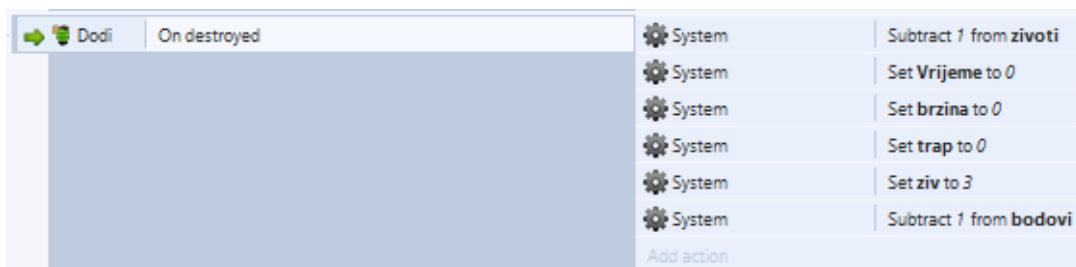 Dodi On destroyed System Subtract 1 from zivoti
System Set Vrijeme to 0
System Set brzina to 0
System Set trap to 0
System Set ziv to 3
System Subtract 1 from bodovi
Add action